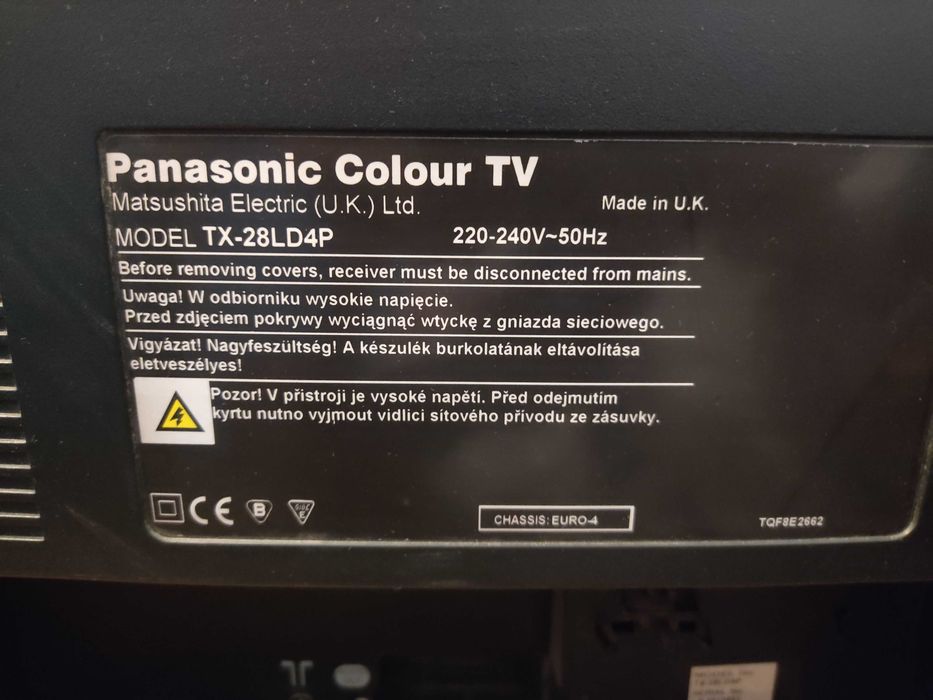 Panasonic Colour TV
Matsushita Electric (U.K.) Ltd. Made in U.K.
MODEL TX-28LD4P 220-240V~50Hz
Before removing covers, receiver must be disconnected from mains.
Uwaga! W odbiorniku wysokie napięcie.
Przed zdjęciem pokrywy wyciągnąć wtyckę z gniazda sieciowego.
Vigyázat! Nagyfeszültség! A készulék burkolatának eltávolítása
eletveszélyes!
Pozor! V přistroji je vysoké napětí. Před odejmutím
kyrtu nutno vyjmout vidlici sítového přívodu ze zásuvky.
CE B E
CHASSIS: EURO-4 TQF8E2662